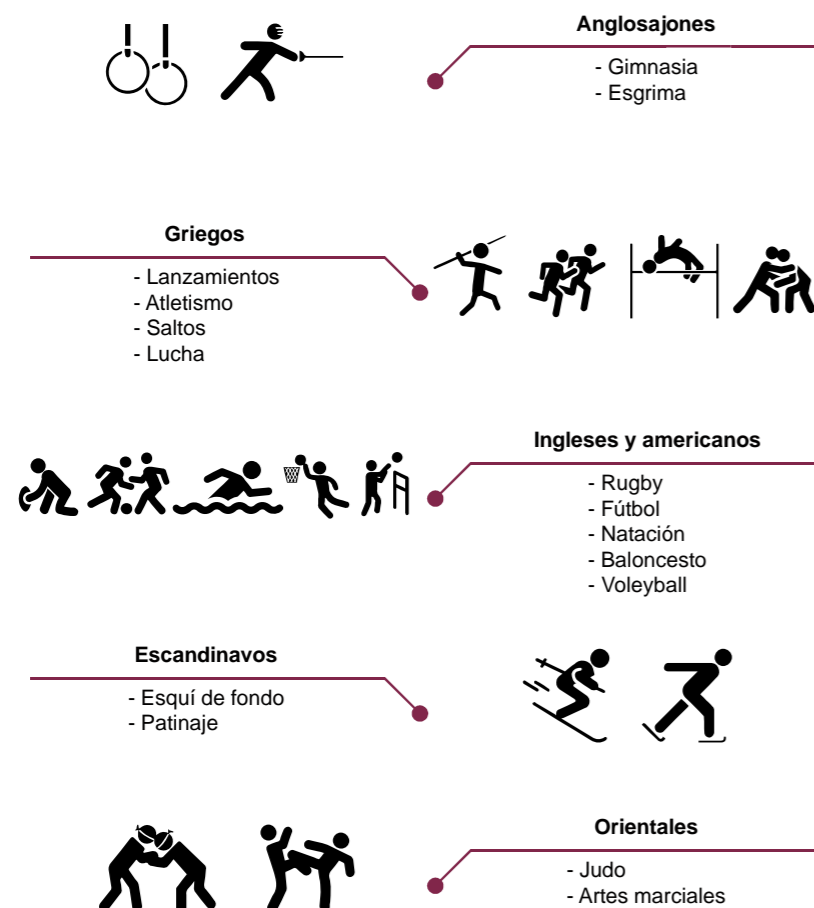 Anglosajones
- Gimnasia
- Esgrima
Griegos
- Lanzamientos
- Atletismo
- Saltos
- Lucha
Ingleses y americanos
- Rugby
- Fútbol
- Natación
- Baloncesto
- Voleyball
Escandinavos
- Esquí de fondo
- Patinaje
Orientales
- Judo
- Artes marciales